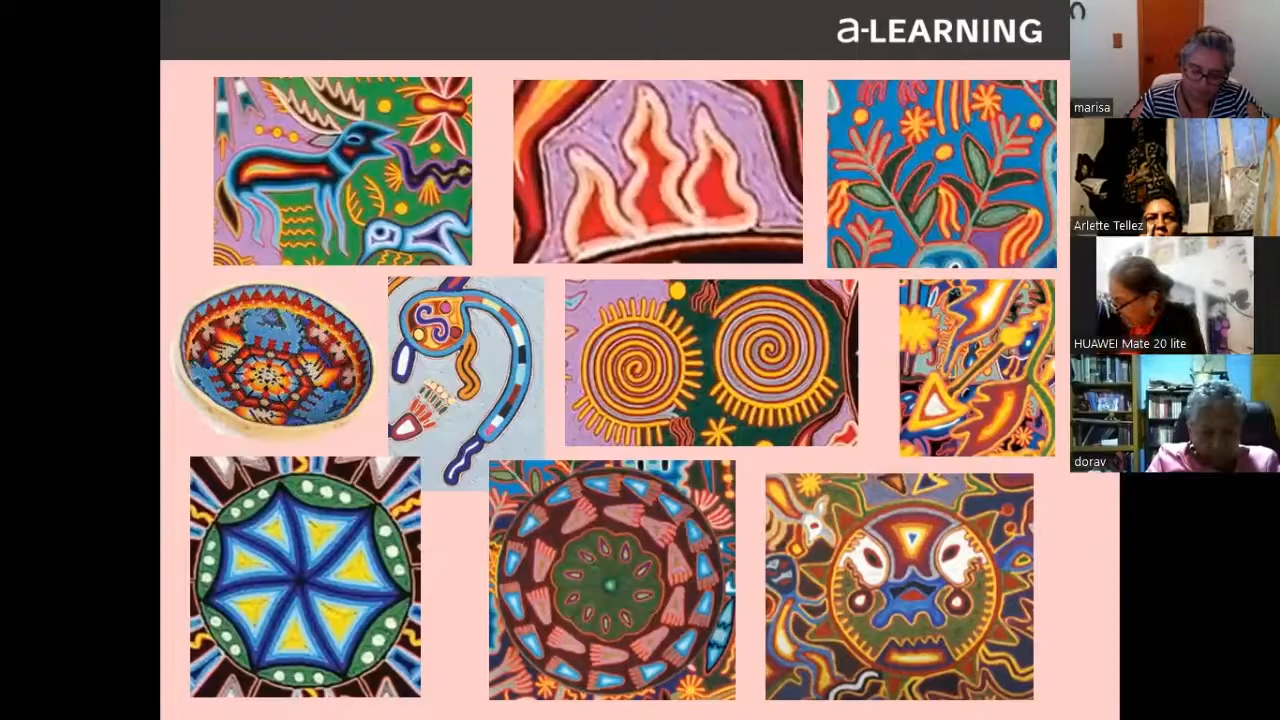 a-LEARNING
marisa
Arlette Tellez
HUAWEI Mate 20 lite
dorav